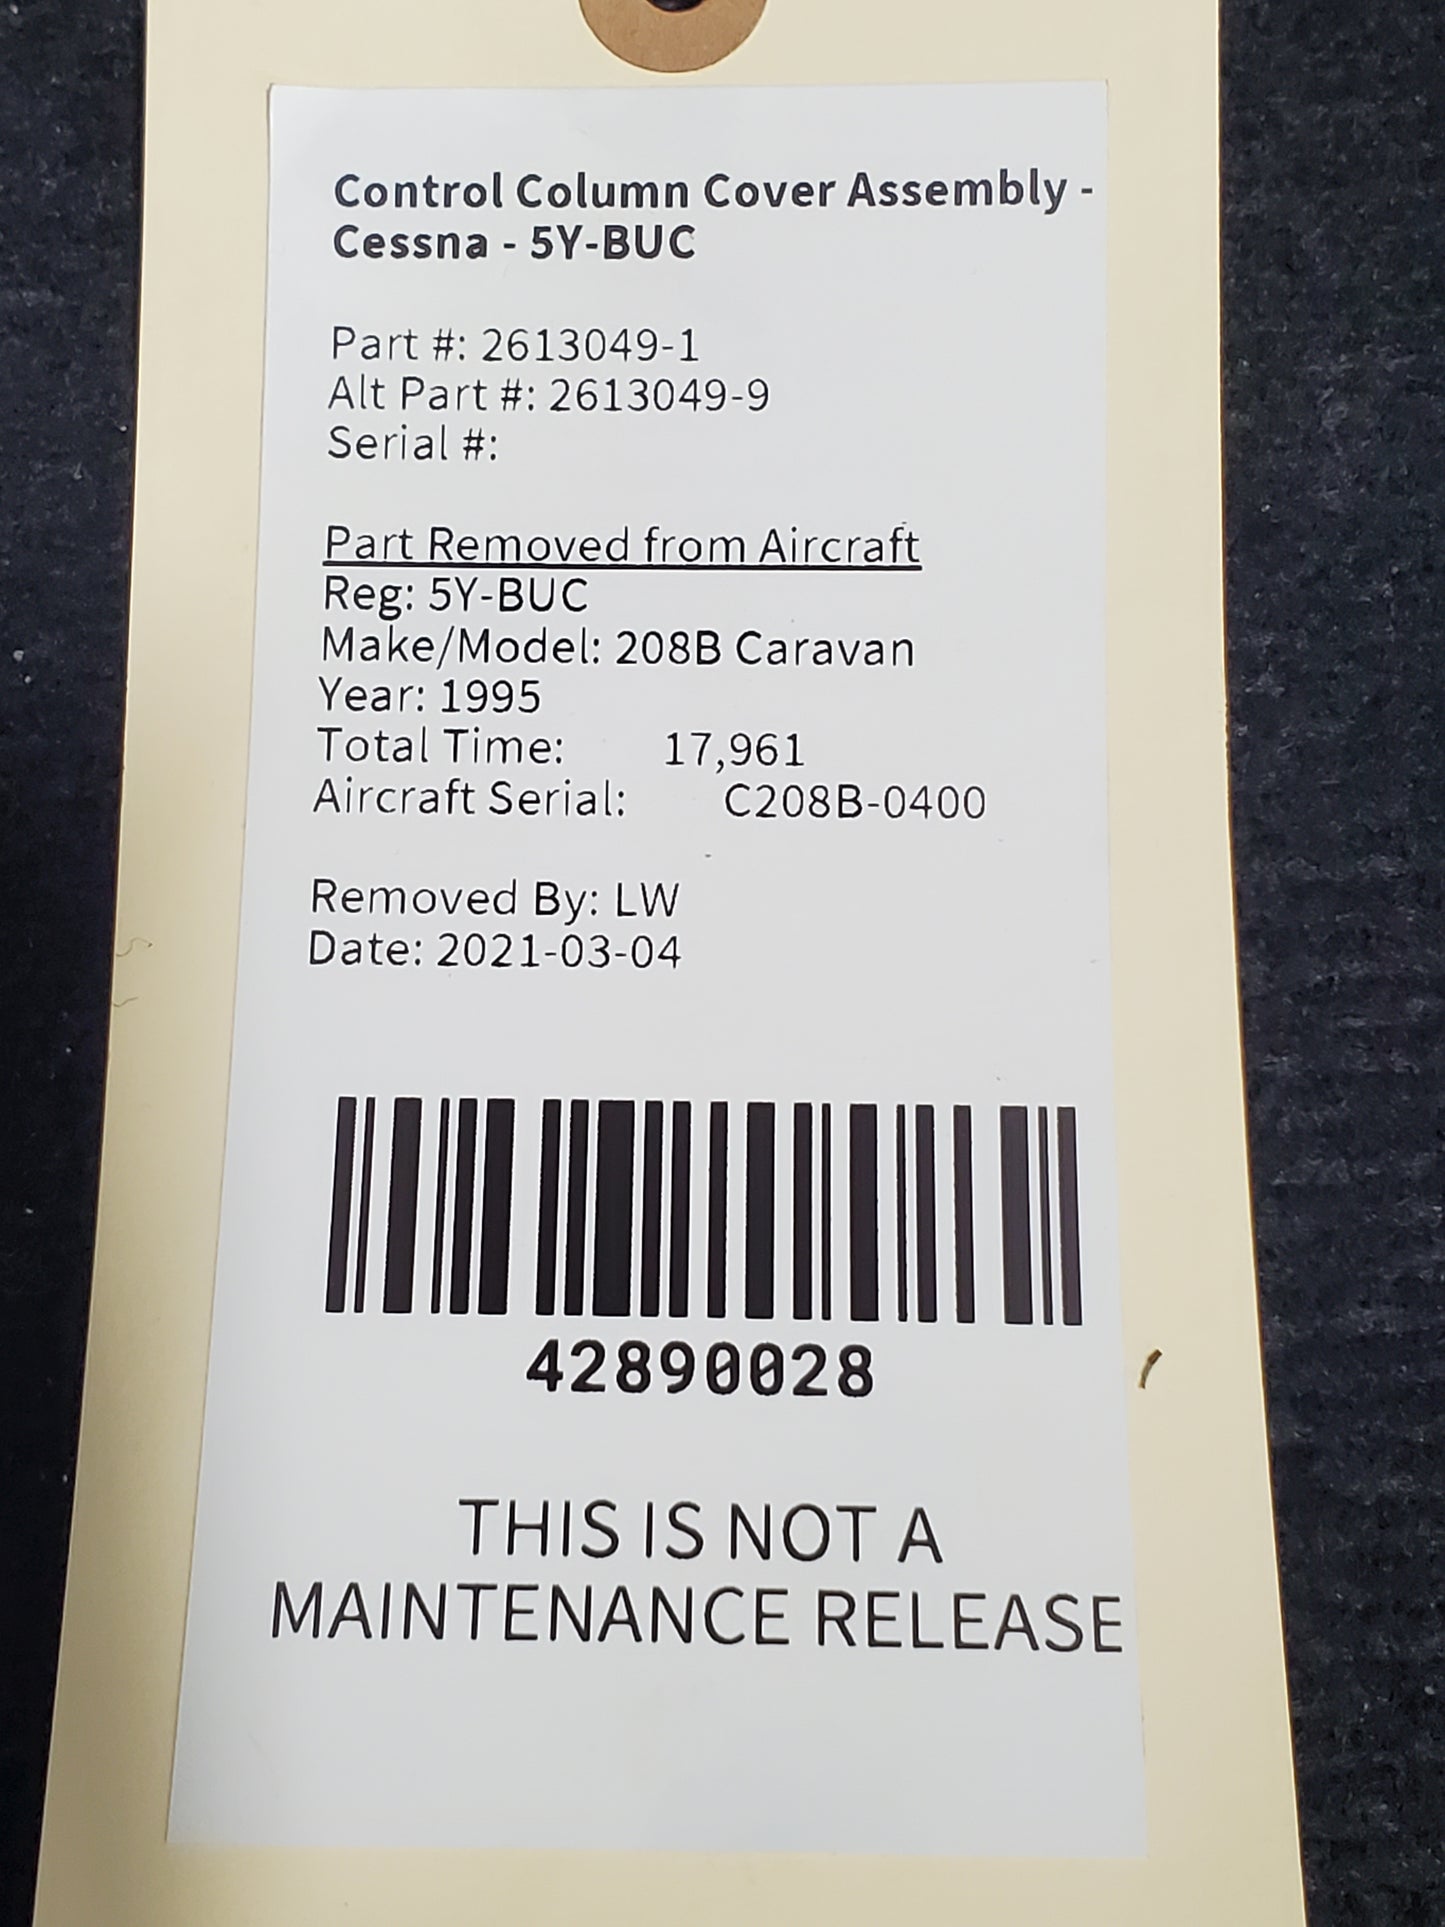 Control Column Cover Assembly -
Cessna - 5Y-BUC
Part #: 2613049-1
Alt Part #: 2613049-9
Serial #:
Part Removed from Aircraft
Reg: 5Y-BUC
Make/Model: 208B Caravan
Year: 1995
Total Time: 17,961
Aircraft Serial: C208B-0400
Removed By: LW
Date: 2021-03-04
42890028
THIS IS NOT A
MAINTENANCE RELEASE